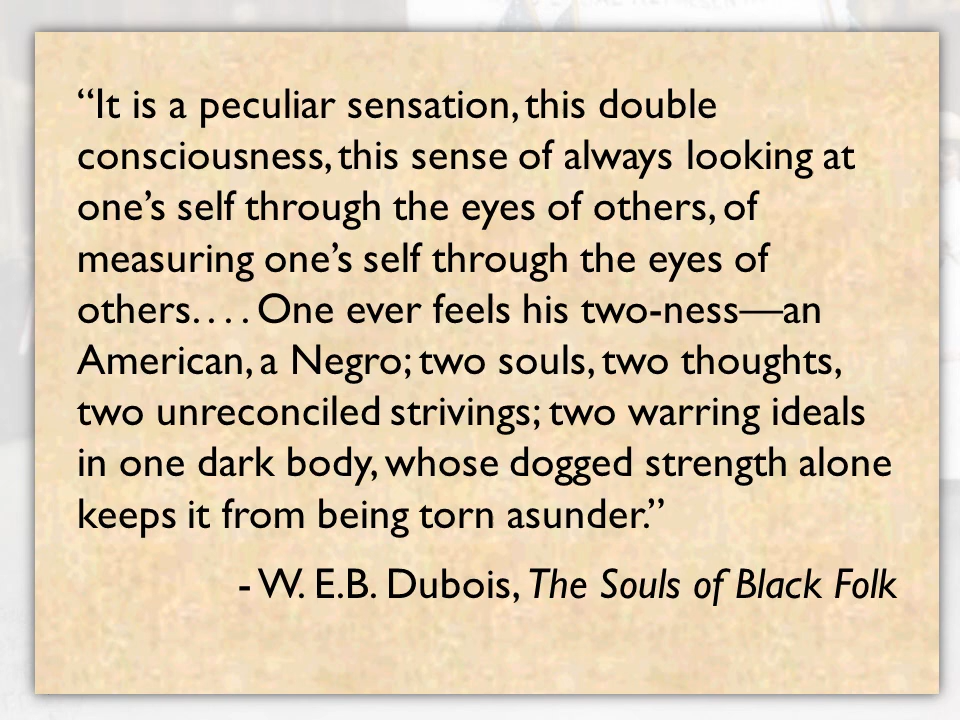 “It is a peculiar sensation, this double
consciousness, this sense of always looking at
one’s self through the eyes of others, of
measuring one’s self through the eyes of
others. . . . One ever feels his two-ness—an
American, a Negro; two souls, two thoughts,
two unreconciled strivings; two warring ideals
in one dark body, whose dogged strength alone
keeps it from being torn asunder.”
- W. E.B. Dubois, The Souls of Black Folk